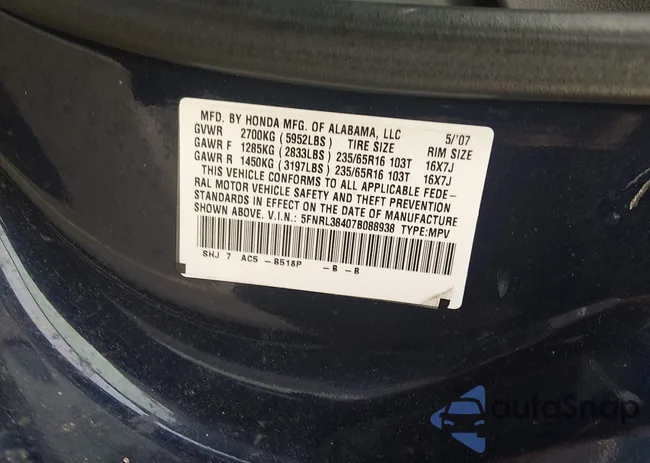 MFD. BY HONDA MFG. OF ALABAMA, LLC 5/'07
GVWR 2700KG (5952LBS) TIRE SIZE RIM SIZE
GAWR F 1285KG (2833LBS) 235/65R16 103T 16X7J
GAWR R 1450KG (3197LBS) 235/65R16 103T 16X7J
THIS VEHICLE CONFORMS TO ALL APPLICABLE FEDE-
RAL MOTOR VEHICLE SAFETY AND THEFT PREVENTION
STANDARDS IN EFFECT ON THE DATE OF MANUFACTURE
SHOWN ABOVE. V.I.N.: 5FNRL38407B088938 TYPE:MPV
SHJ 7 AC5 -B518P -B -B
autoSnap